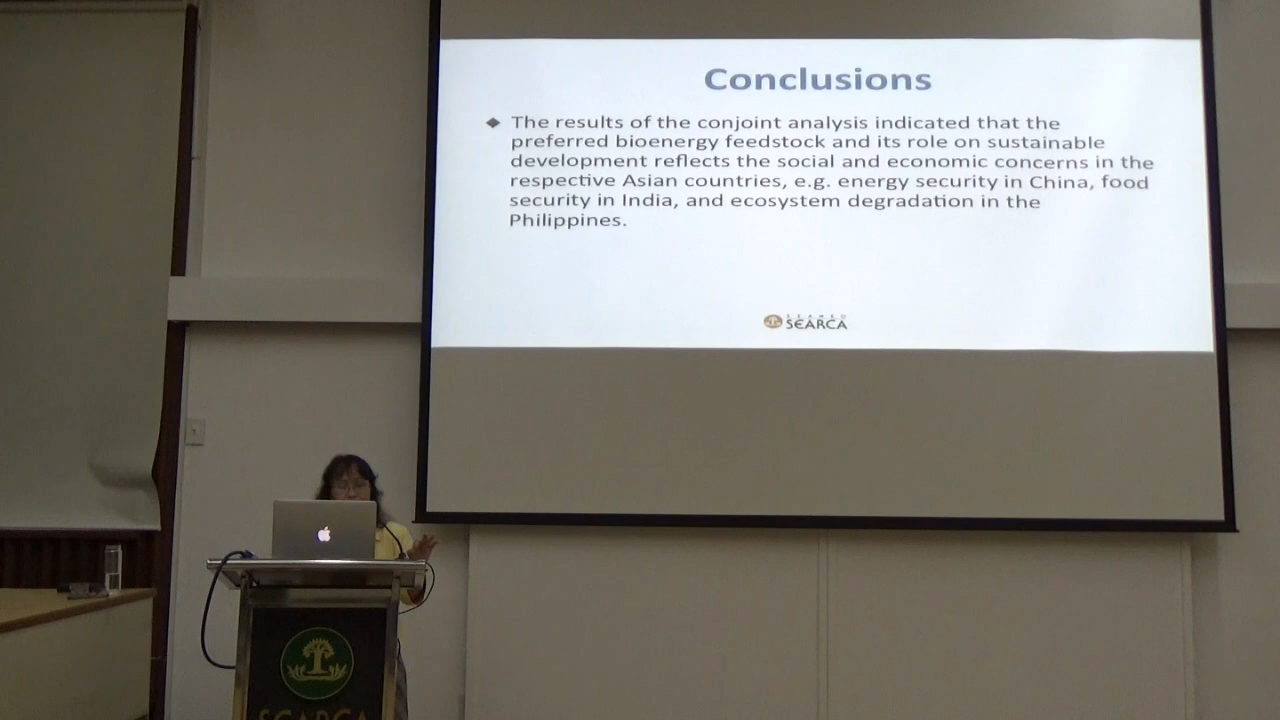 Conclusions
The results of the conjoint analysis indicated that the
preferred bioenergy feedstock and its role on sustainable
development reflects the social and economic concerns in the
respective Asian countries, e.g. energy security in China, food
security in India, and ecosystem degradation in the
Philippines.
SEARCA
SEARCA